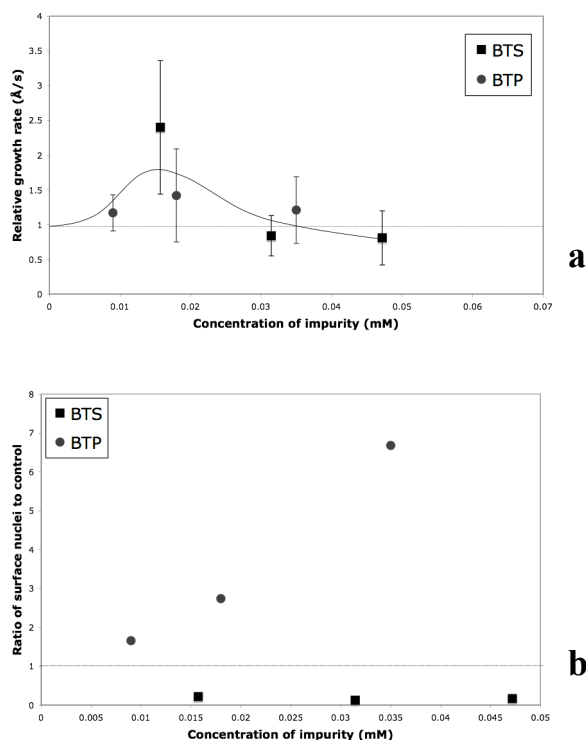 4
3.5
3
2.5
2
1.5
1
0.5
0
Relative growth rate (Å/s)
BTS
BTP
0 0.01 0.02 0.03 0.04 0.05 0.06 0.07
Concentration of impurity (mM)
a
8
7
6
5
4
3
2
1
0
Ratio of surface nuclei to control
BTS
BTP
0 0.005 0.01 0.015 0.02 0.025 0.03 0.035 0.04 0.045 0.05
Concentration of impurity (mM)
b